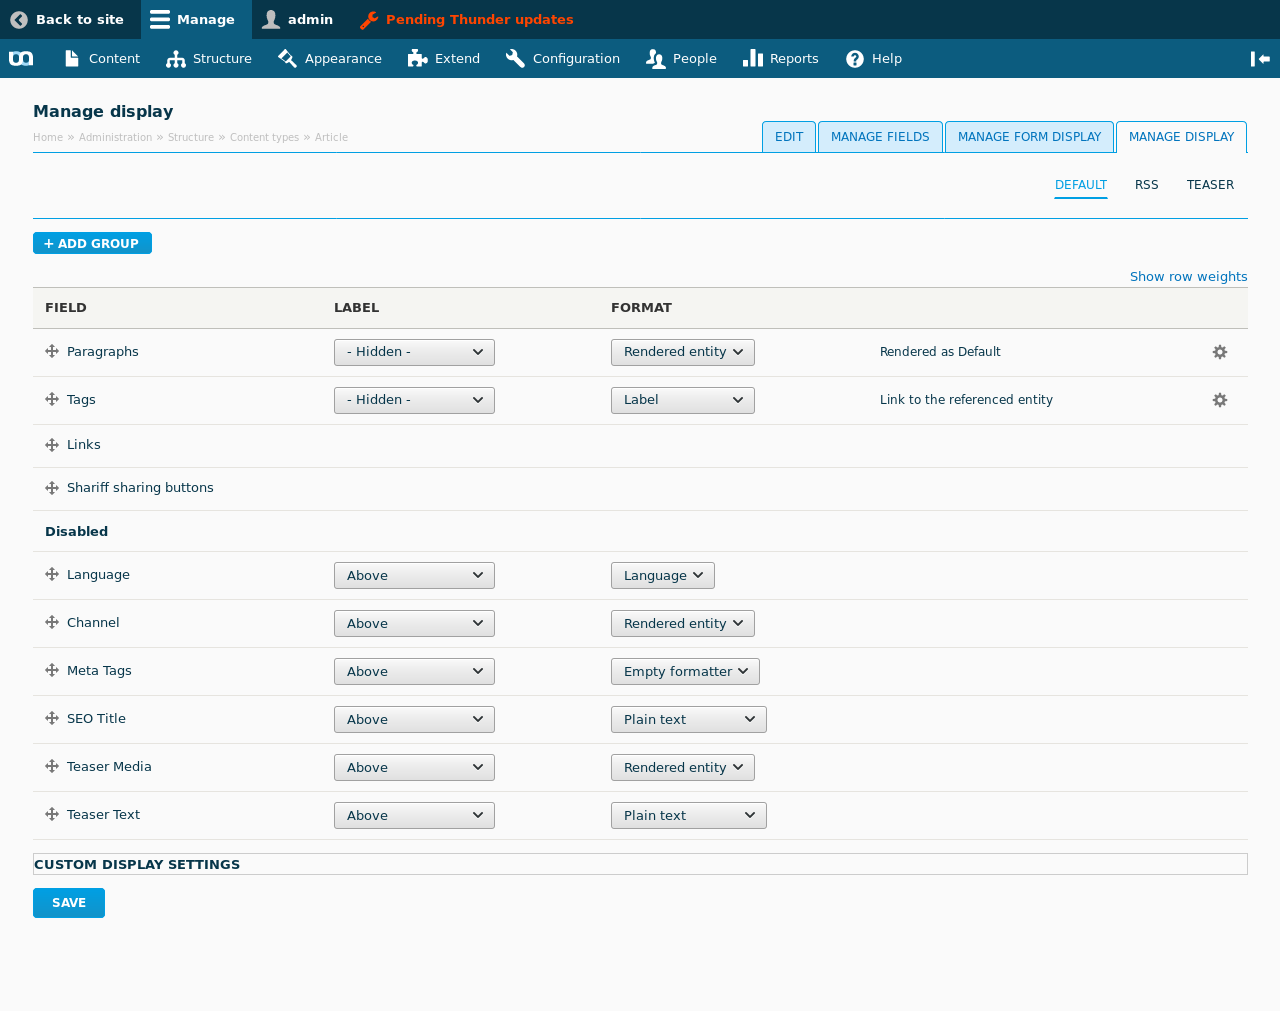 Back to site Manage admin Pending Thunder updates
Content Structure Appearance Extend Configuration People Reports Help
Manage display
Home » Administration » Structure » Content types » Article
EDIT MANAGE FIELDS MANAGE FORM DISPLAY MANAGE DISPLAY
DEFAULT RSS TEASER
+ ADD GROUP
Show row weights
FIELD LABEL FORMAT
Paragraphs - Hidden - Rendered entity Rendered as Default
Tags - Hidden - Label Link to the referenced entity
Links
Shariff sharing buttons
Disabled
Language Above Language
Channel Above Rendered entity
Meta Tags Above Empty formatter
SEO Title Above Plain text
Teaser Media Above Rendered entity
Teaser Text Above Plain text
CUSTOM DISPLAY SETTINGS
SAVE